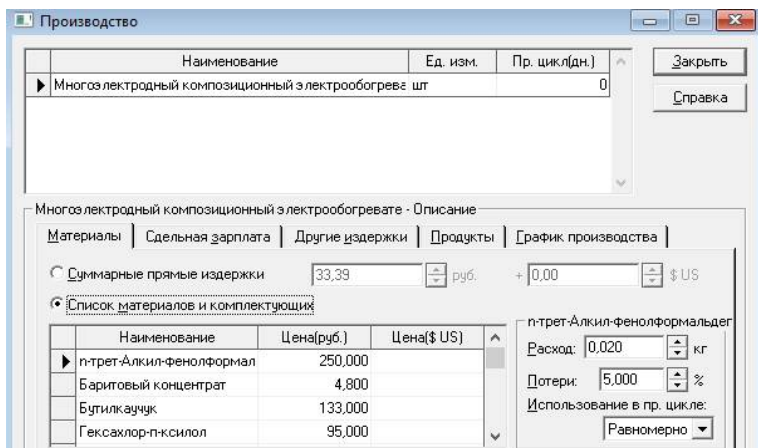 Производство
Наименование Ед. изм. Пр. цикл(дн.)
Многоэлектродный композиционный электрообогрева шт 0
Закрыть
Справка
Многоэлектродный композиционный электрообогревате - Описание
Материалы Сдельная зарплата Другие издержки Продукты График производства
Суммарные прямые издержки 33,39 руб. + 0,00 $ US
Список материалов и комплектующих
Наименование Цена(руб.) Цена($ US)
п-трет-Алкил-фенолформал 250,000
Баритовый концентрат 4,800
Бутилкаучук 133,000
Гексахлор-п-ксилол 95,000
п-трет-Алкил-фенолформальдег
Расход: 0,020 кг
Потери: 5,000 %
Использование в пр. цикле:
Равномерно